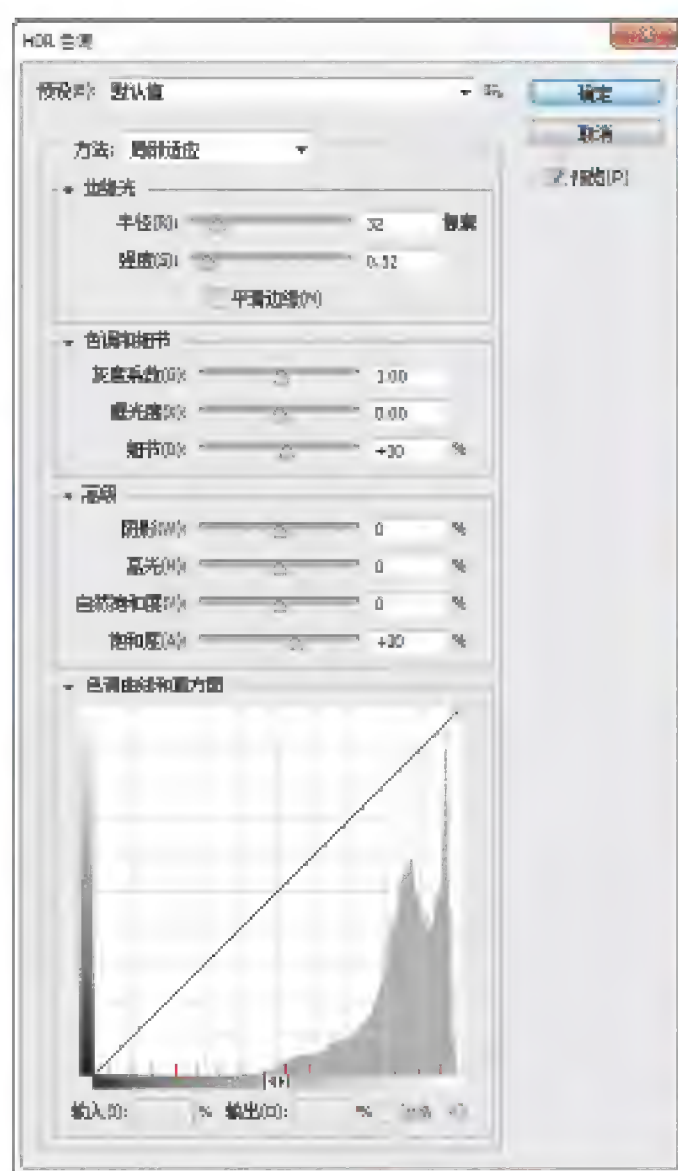 HDR 色调
预设(E): 默认值
确定
取消
预览(P)
方法: 局部适应
边缘光
半径(R): 32 像素
强度(S): 0.52
平滑边缘(M)
色调和细节
灰度系数(G): 1.00
曝光度(X): 0.00
细节(D): +30 %
高级
阴影(W): 0 %
高光(H): 0 %
自然饱和度(V): 0 %
饱和度(A): +20 %
色调曲线和直方图
输入(I): % 输出(O): %